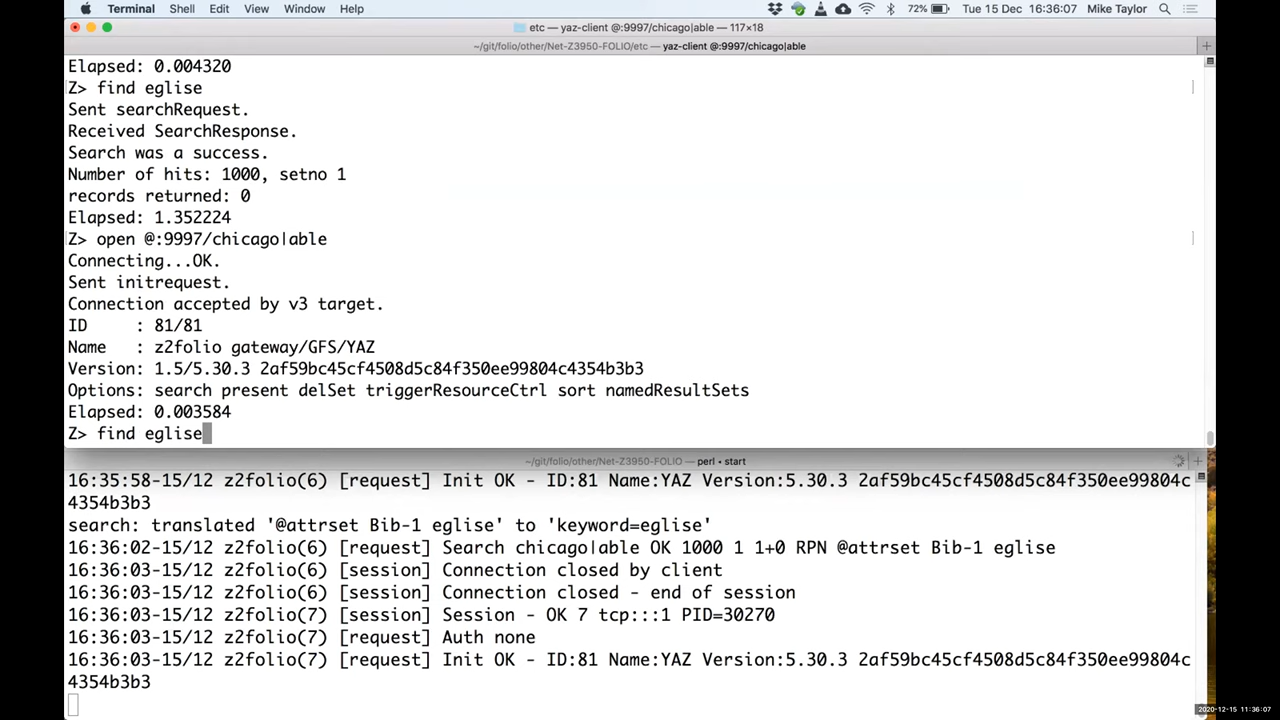 Terminal Shell Edit View Window Help 72% Tue 15 Dec 16:36:07 Mike Taylor
etc — yaz-client @:9997/chicago|able — 117×18
~/git/folio/other/Net-Z3950-FOLIO/etc — yaz-client @:9997/chicago|able
Elapsed: 0.004320
Z> find eglise
Sent searchRequest.
Received SearchResponse.
Search was a success.
Number of hits: 1000, setno 1
records returned: 0
Elapsed: 1.352224
Z> open @:9997/chicago|able
Connecting...OK.
Sent initrequest.
Connection accepted by v3 target.
ID     : 81/81
Name   : z2folio gateway/GFS/YAZ
Version: 1.5/5.30.3 2af59bc45cf4508d5c84f350ee99804c4354b3b3
Options: search present delSet triggerResourceCtrl sort namedResultSets
Elapsed: 0.003584
Z> find eglise
~/git/folio/other/Net-Z3950-FOLIO — perl • start
16:35:58-15/12 z2folio(6) [request] Init OK - ID:81 Name:YAZ Version:5.30.3 2af59bc45cf4508d5c84f350ee99804c
4354b3b3
search: translated '@attrset Bib-1 eglise' to 'keyword=eglise'
16:36:02-15/12 z2folio(6) [request] Search chicago|able OK 1000 1 1+0 RPN @attrset Bib-1 eglise
16:36:03-15/12 z2folio(6) [session] Connection closed by client
16:36:03-15/12 z2folio(6) [session] Connection closed - end of session
16:36:03-15/12 z2folio(7) [session] Session - OK 7 tcp:::1 PID=30270
16:36:03-15/12 z2folio(7) [request] Auth none
16:36:03-15/12 z2folio(7) [request] Init OK - ID:81 Name:YAZ Version:5.30.3 2af59bc45cf4508d5c84f350ee99804c
4354b3b3
2020-12-15 11:36:07